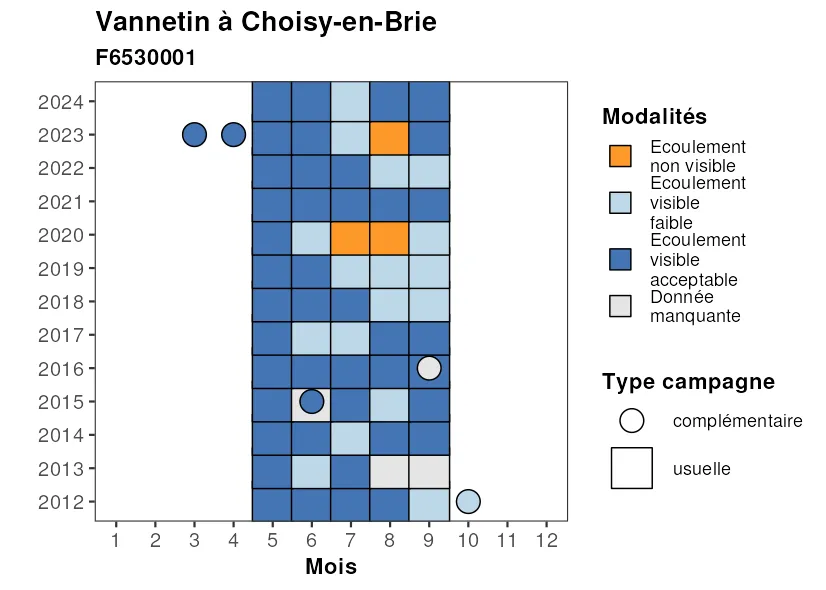 Vannetin à Choisy-en-Brie
F6530001
2024
2023
2022
2021
2020
2019
2018
2017
2016
2015
2014
2013
2012
1 2 3 4 5 6 7 8 9 10 11 12
Mois
Modalités
Ecoulement
non visible
Ecoulement
visible
faible
Ecoulement
visible
acceptable
Donnée
manquante
Type campagne
complémentaire
usuelle